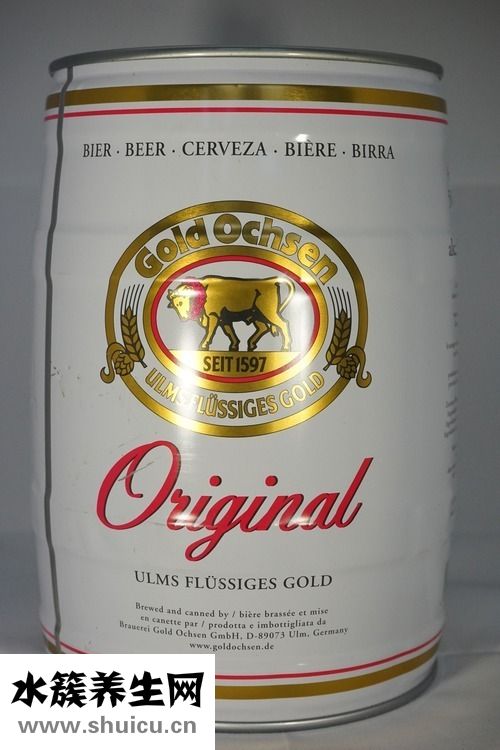 BIER · BEER · CERVEZA · BIÈRE · BIRRA
Gold Ochsen
SEIT 1597
ULMS FLÜSSIGES GOLD
Original
ULMS FLÜSSIGES GOLD
Brewed and canned by / bière brassée et mise
en canette par / prodotta e imbottigliata da
Brauerei Gold Ochsen GmbH, D-89073 Ulm, Germany
www.goldochsen.de
水簇养生网
www.shuicu.cn